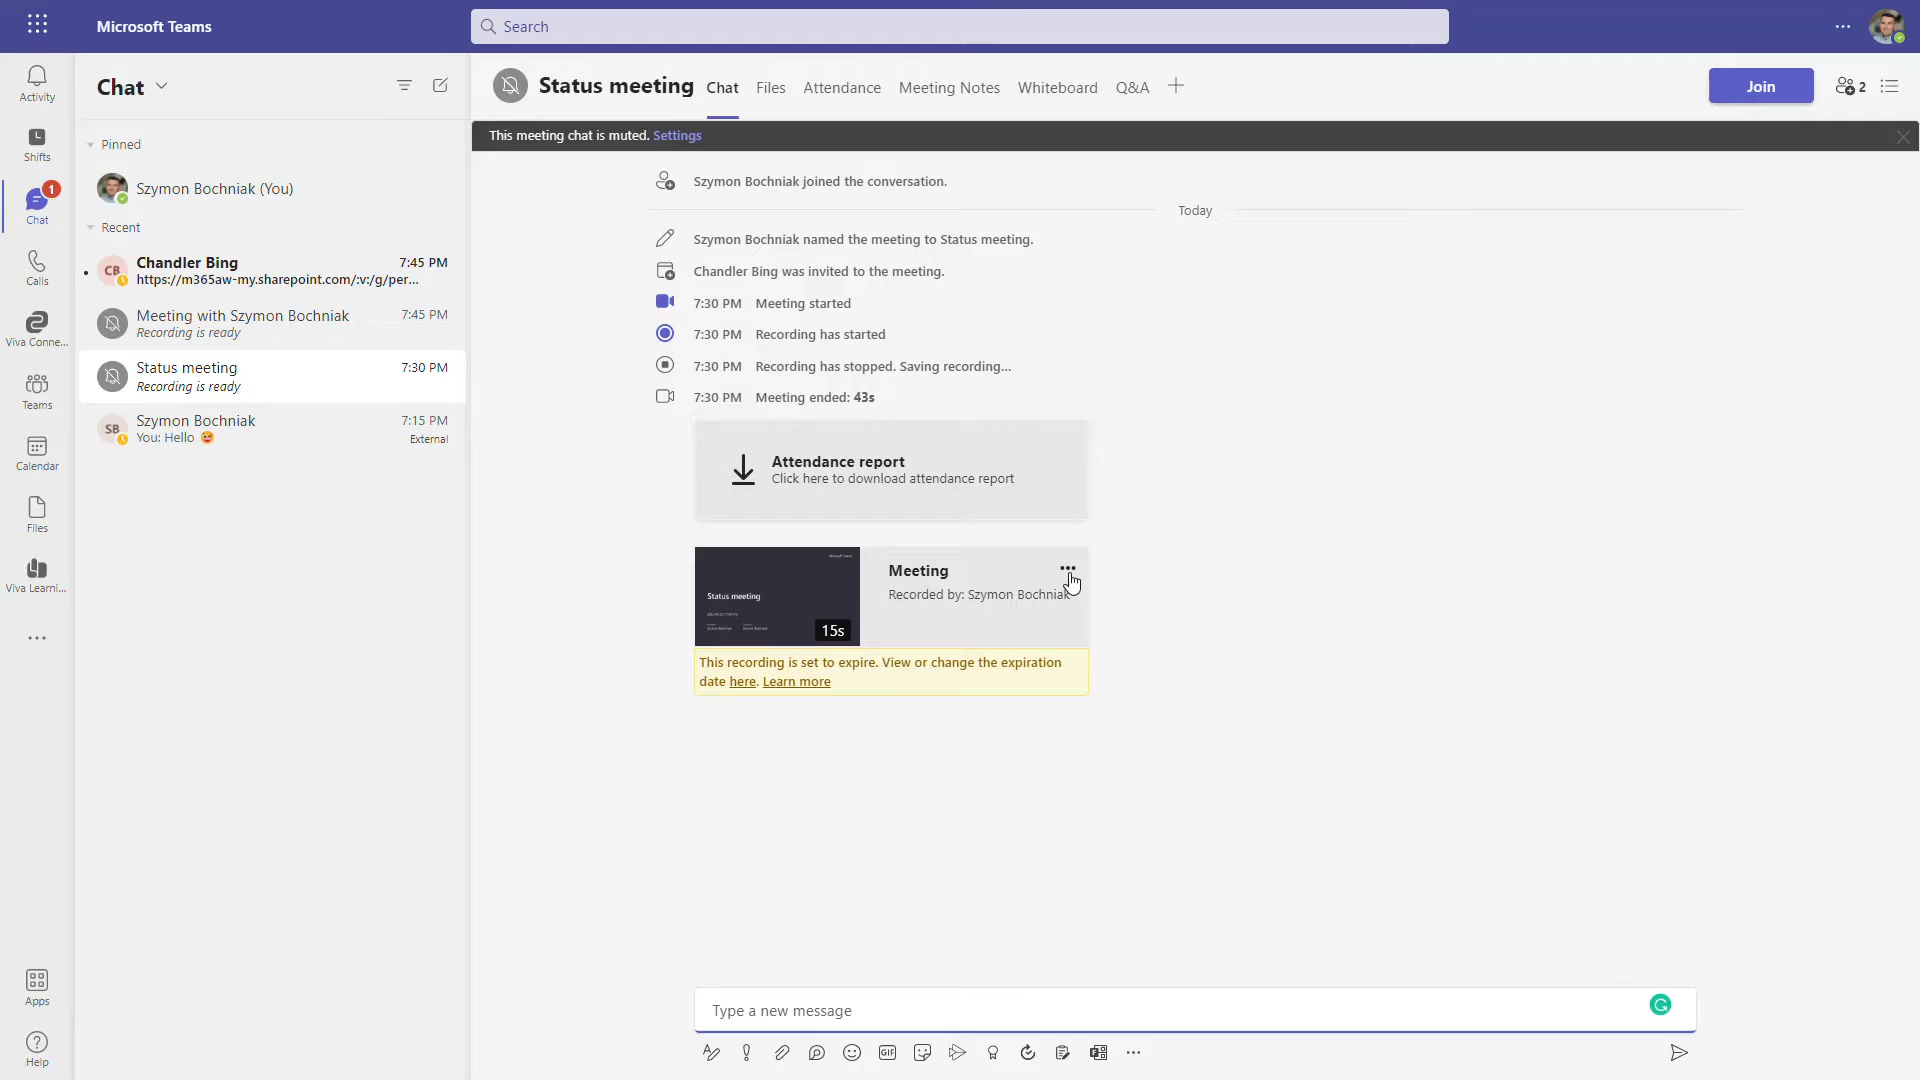 Microsoft Teams
Search
Activity
Shifts
1
Chat
Calls
Viva Conne...
Teams
Calendar
Files
Viva Learni...
Apps
Help
Chat
Pinned
Szymon Bochniak (You)
Recent
CB
Chandler Bing 7:45 PM
https://m365aw-my.sharepoint.com/:v:/g/per...
Meeting with Szymon Bochniak 7:45 PM
Recording is ready
Status meeting 7:30 PM
Recording is ready
SB
Szymon Bochniak 7:15 PM
You: Hello 😉 External
Status meeting Chat Files Attendance Meeting Notes Whiteboard Q&A
Join
2
This meeting chat is muted. Settings
Szymon Bochniak joined the conversation.
Today
Szymon Bochniak named the meeting to Status meeting.
Chandler Bing was invited to the meeting.
7:30 PM Meeting started
7:30 PM Recording has started
7:30 PM Recording has stopped. Saving recording...
7:30 PM Meeting ended: 43s
Attendance report
Click here to download attendance report
Microsoft Teams
Status meeting
15s
Meeting
Recorded by: Szymon Bochniak
This recording is set to expire. View or change the expiration
date here. Learn more
Type a new message
GIF